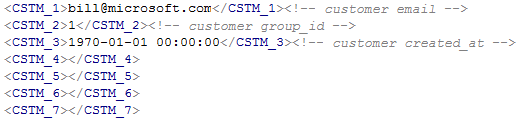 <CSTM_1>bill@microsoft.com</CSTM_1><!-- customer email -->
<CSTM_2>1</CSTM_2><!-- customer group_id -->
<CSTM_3>1970-01-01 00:00:00</CSTM_3><!-- customer created_at -->
<CSTM_4></CSTM_4>
<CSTM_5></CSTM_5>
<CSTM_6></CSTM_6>
<CSTM_7></CSTM_7>